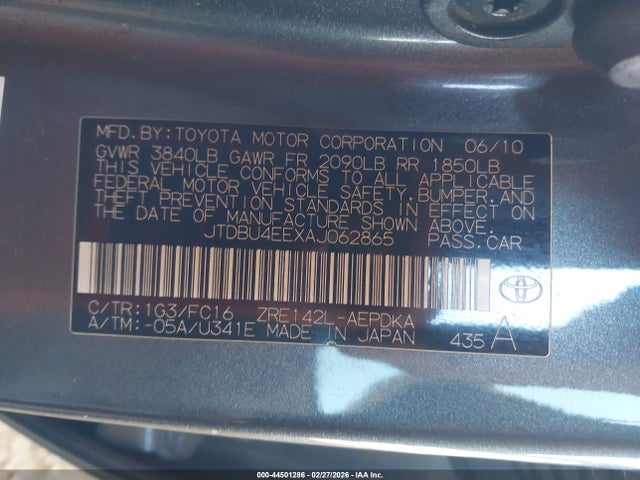 MFD.BY:TOYOTA MOTOR CORPORATION 06/10
GVWR 3840LB GAWR FR 2090LB RR 1850LB
THIS VEHICLE CONFORMS TO ALL APPLICABLE
FEDERAL MOTOR VEHICLE SAFETY,BUMPER,AND
THEFT PREVENTION STANDARDS IN EFFECT ON
THE DATE OF MANUFACTURE SHOWN ABOVE.
JTDBU4EEXAJ062865 PASS.CAR
C/TR:1G3/FC16 ZRE142L-AEPDKA
A/TM:-05A/U341E MADE IN JAPAN 435 A
000-44501286 - 02/27/2026 - IAA Inc.